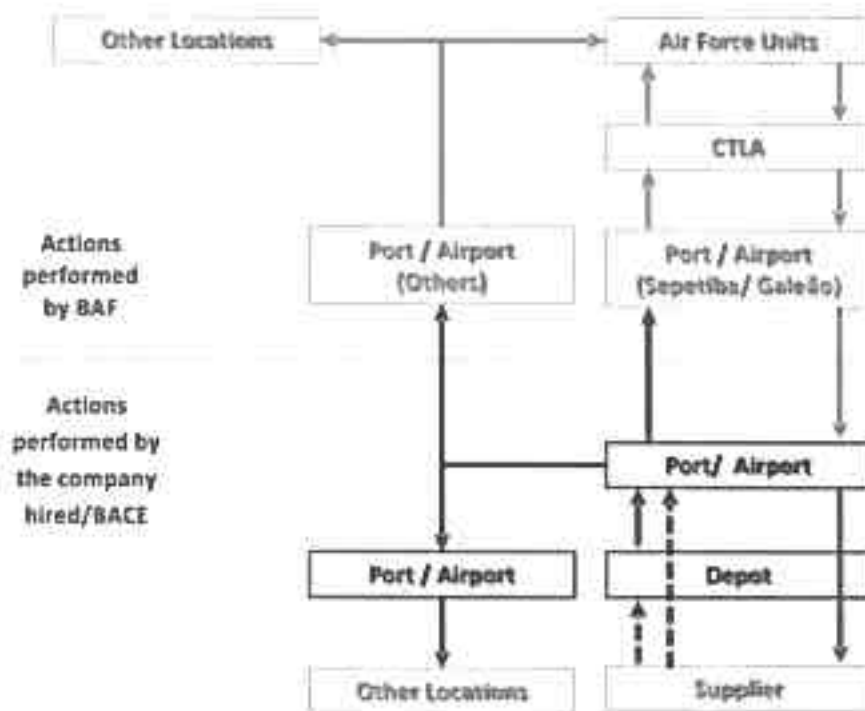 Other Locations
Air Force Units
CTLA
Actions
performed
by BAF
Port / Airport
(Others)
Port / Airport
(Sepetiba/ Galeão)
Actions
performed by
the company
hired/BACE
Port/ Airport
Port / Airport
Depot
Other Locations
Supplier